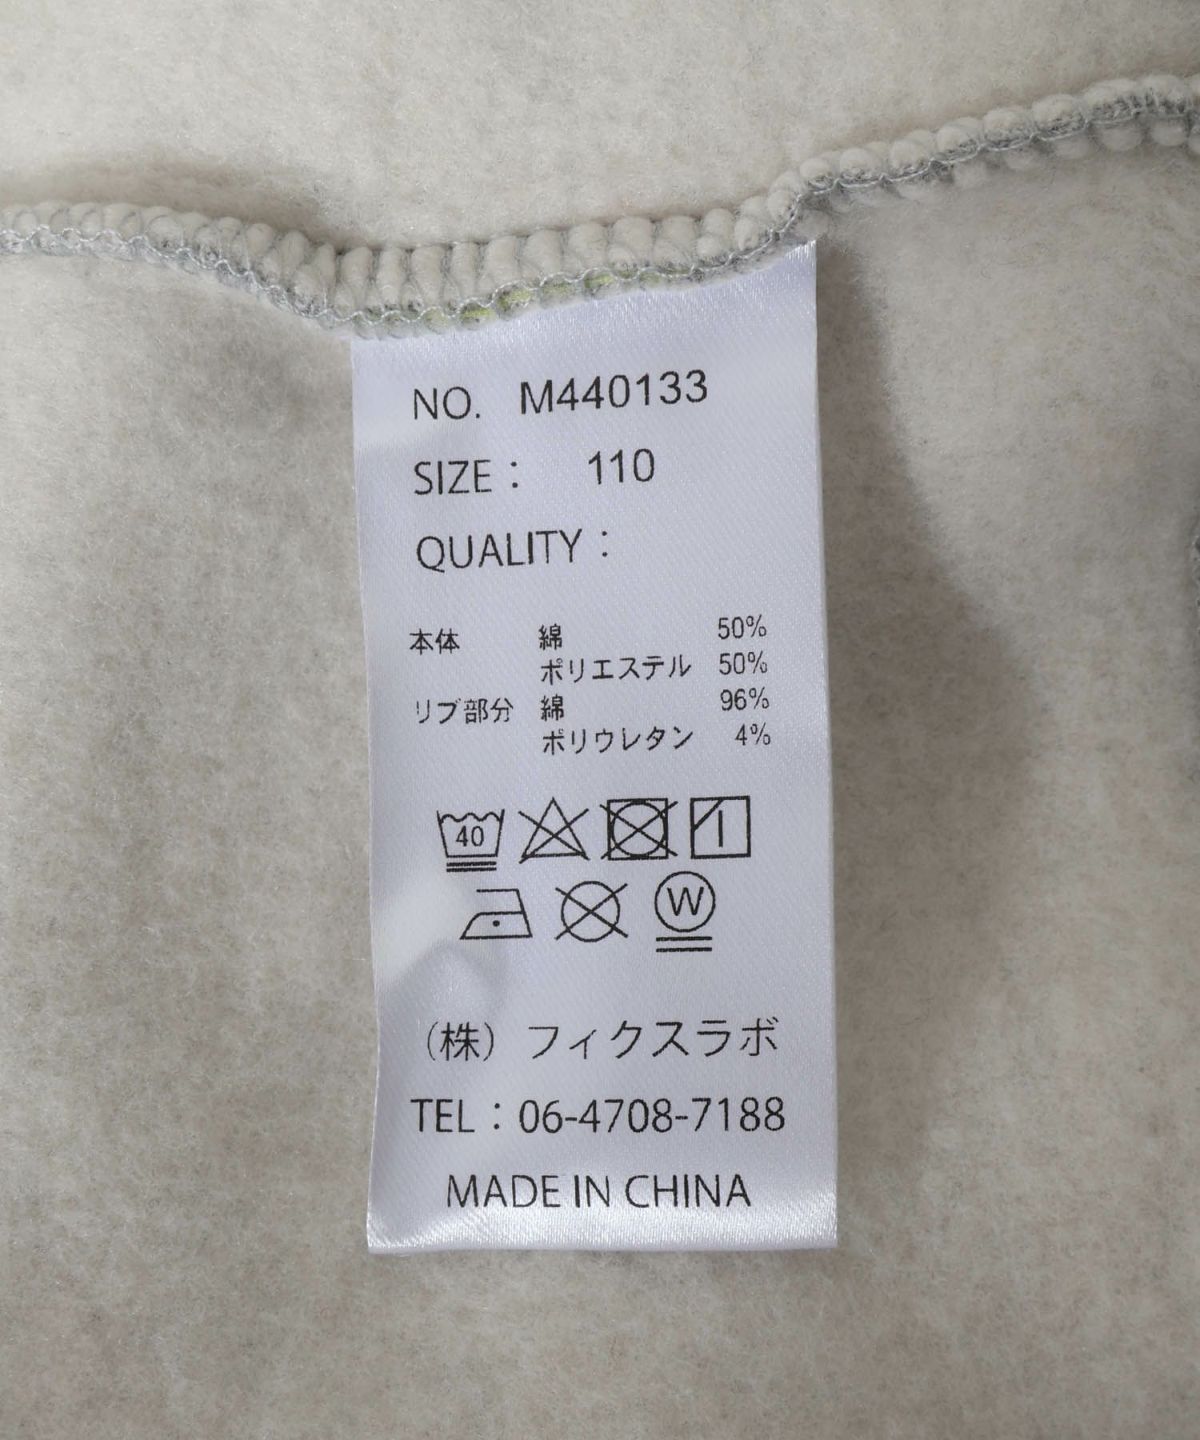 NO. M440133
SIZE： 110
QUALITY：
本体 綿 50%
ポリエステル 50%
リブ部分 綿 96%
ポリウレタン 4%
40
W
（株）フィクスラボ
TEL：06-4708-7188
MADE IN CHINA